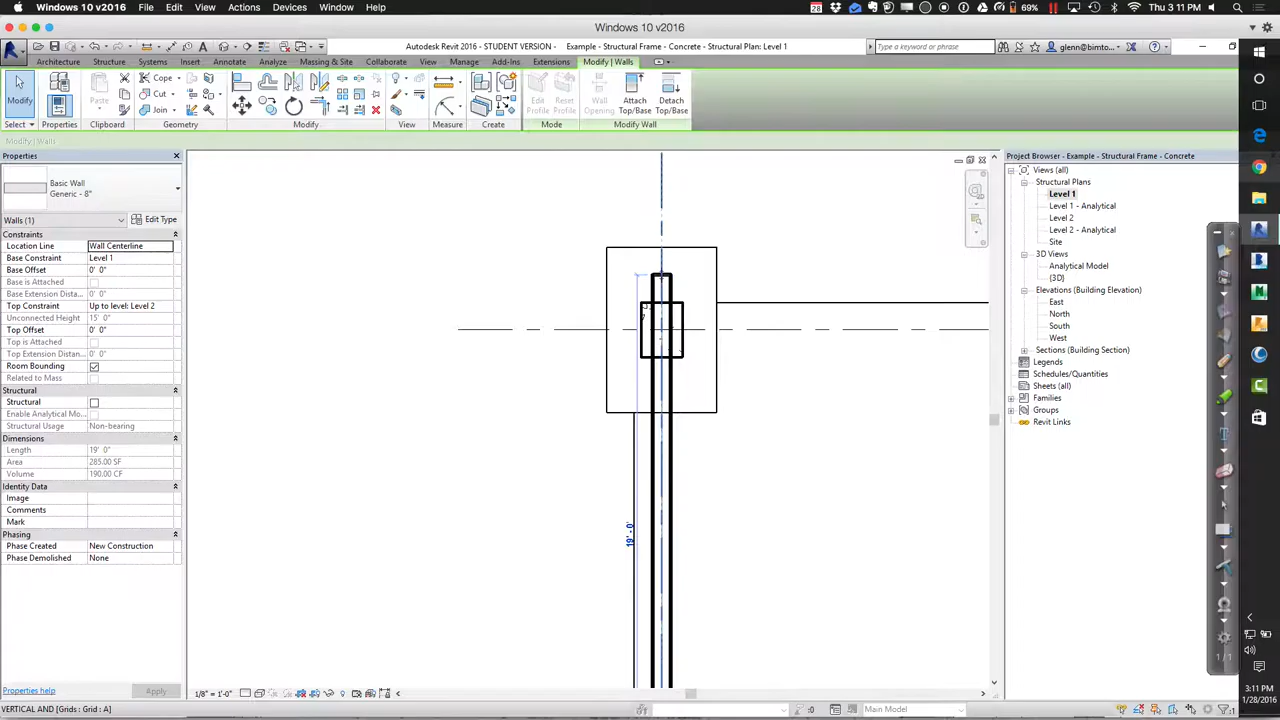 Windows 10 v2016 File Edit View Actions Devices Window Help 28 69% Thu 3:11 PM
Windows 10 v2016
Autodesk Revit 2016 - STUDENT VERSION - Example - Structural Frame - Concrete - Structural Plan: Level 1 Type a keyword or phrase glenn@bimto...
Architecture Structure Systems Insert Annotate Analyze Massing & Site Collaborate View Manage Add-Ins Extensions Modify | Walls
Modify Paste Cope Cut Join Edit Profile Reset Profile Wall Opening Attach Top/Base Detach Top/Base
Select Properties Clipboard Geometry Modify View Measure Create Mode Modify Wall
Modify | Walls
Properties
Basic Wall
Generic - 8"
Walls (1) Edit Type
Constraints
Location Line Wall Centerline
Base Constraint Level 1
Base Offset 0' 0"
Base is Attached
Base Extension Dista...
Top Constraint Up to level: Level 2
Unconnected Height 15' 0"
Top Offset 0' 0"
Top is Attached
Top Extension Distanc...
Room Bounding
Related to Mass
Structural
Structural
Enable Analytical Mo...
Structural Usage Non-bearing
Dimensions
Length 19' 0"
Area 285.00 SF
Volume 190.00 CF
Identity Data
Image
Comments
Mark
Phasing
Phase Created New Construction
Phase Demolished None
Properties help Apply
19' - 0"
Project Browser - Example - Structural Frame - Concrete
Views (all)
Structural Plans
Level 1
Level 1 - Analytical
Level 2
Level 2 - Analytical
Site
3D Views
Analytical Model
{3D}
Elevations (Building Elevation)
East
North
South
West
Sections (Building Section)
Legends
Schedules/Quantities
Sheets (all)
Families
Groups
Revit Links
1 / 1
1/8" = 1'-0"
VERTICAL AND [Grids : Grid : A] :0 Main Model
3:11 PM
1/28/2016